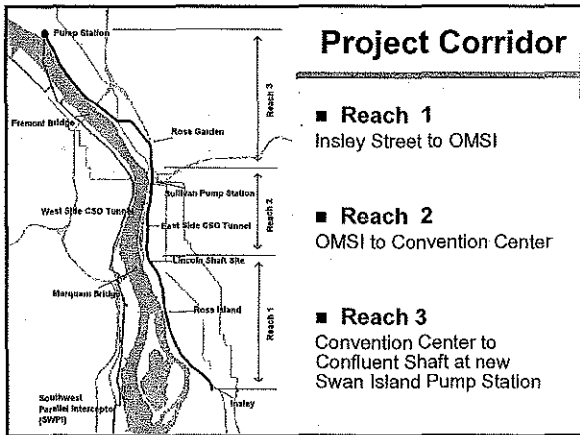 Project Corridor
Pump Station
Fremont Bridge
Rose Garden
Reach 3
Sullivan Pump Station
West Side CSO Tunnel
East Side CSO Tunnel
Reach 2
Lincoln Shaft Site
Marquam Bridge
Ross Island
Reach 1
Southwest
Parallel Interceptor
(SWPI)
Insley
■ Reach 1
Insley Street to OMSI
■ Reach 2
OMSI to Convention Center
■ Reach 3
Convention Center to
Confluent Shaft at new
Swan Island Pump Station